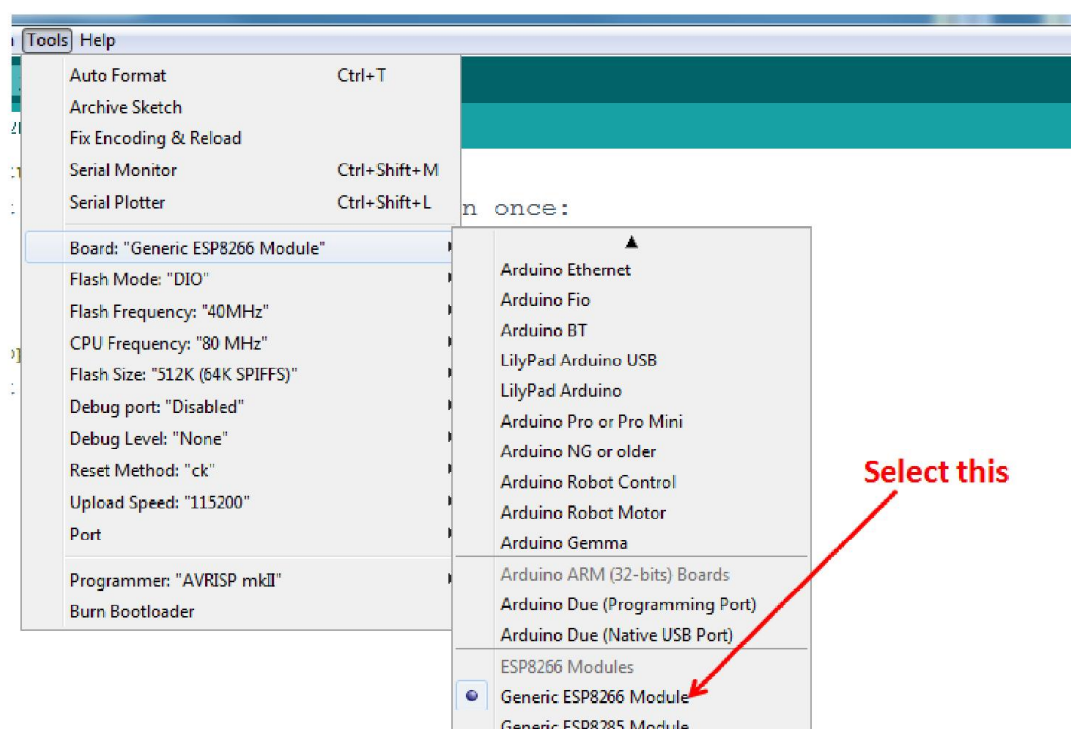 Tools Help
Auto Format Ctrl+T
Archive Sketch
Fix Encoding & Reload
Serial Monitor Ctrl+Shift+M
Serial Plotter Ctrl+Shift+L
n once:
Board: "Generic ESP8266 Module"
Flash Mode: "DIO"
Flash Frequency: "40MHz"
CPU Frequency: "80 MHz"
Flash Size: "512K (64K SPIFFS)"
Debug port: "Disabled"
Debug Level: "None"
Reset Method: "ck"
Upload Speed: "115200"
Port
Programmer: "AVRISP mkII"
Burn Bootloader
Arduino Ethernet
Arduino Fio
Arduino BT
LilyPad Arduino USB
LilyPad Arduino
Arduino Pro or Pro Mini
Arduino NG or older
Arduino Robot Control
Arduino Robot Motor
Arduino Gemma
Arduino ARM (32-bits) Boards
Arduino Due (Programming Port)
Arduino Due (Native USB Port)
ESP8266 Modules
Generic ESP8266 Module
Generic ESP8285 Module
Select this